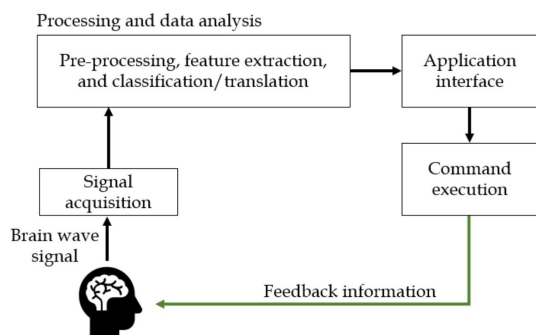 Processing and data analysis
Pre-processing, feature extraction,
and classification/translation
Application
interface
Signal
acquisition
Command
execution
Brain wave
signal
Feedback information